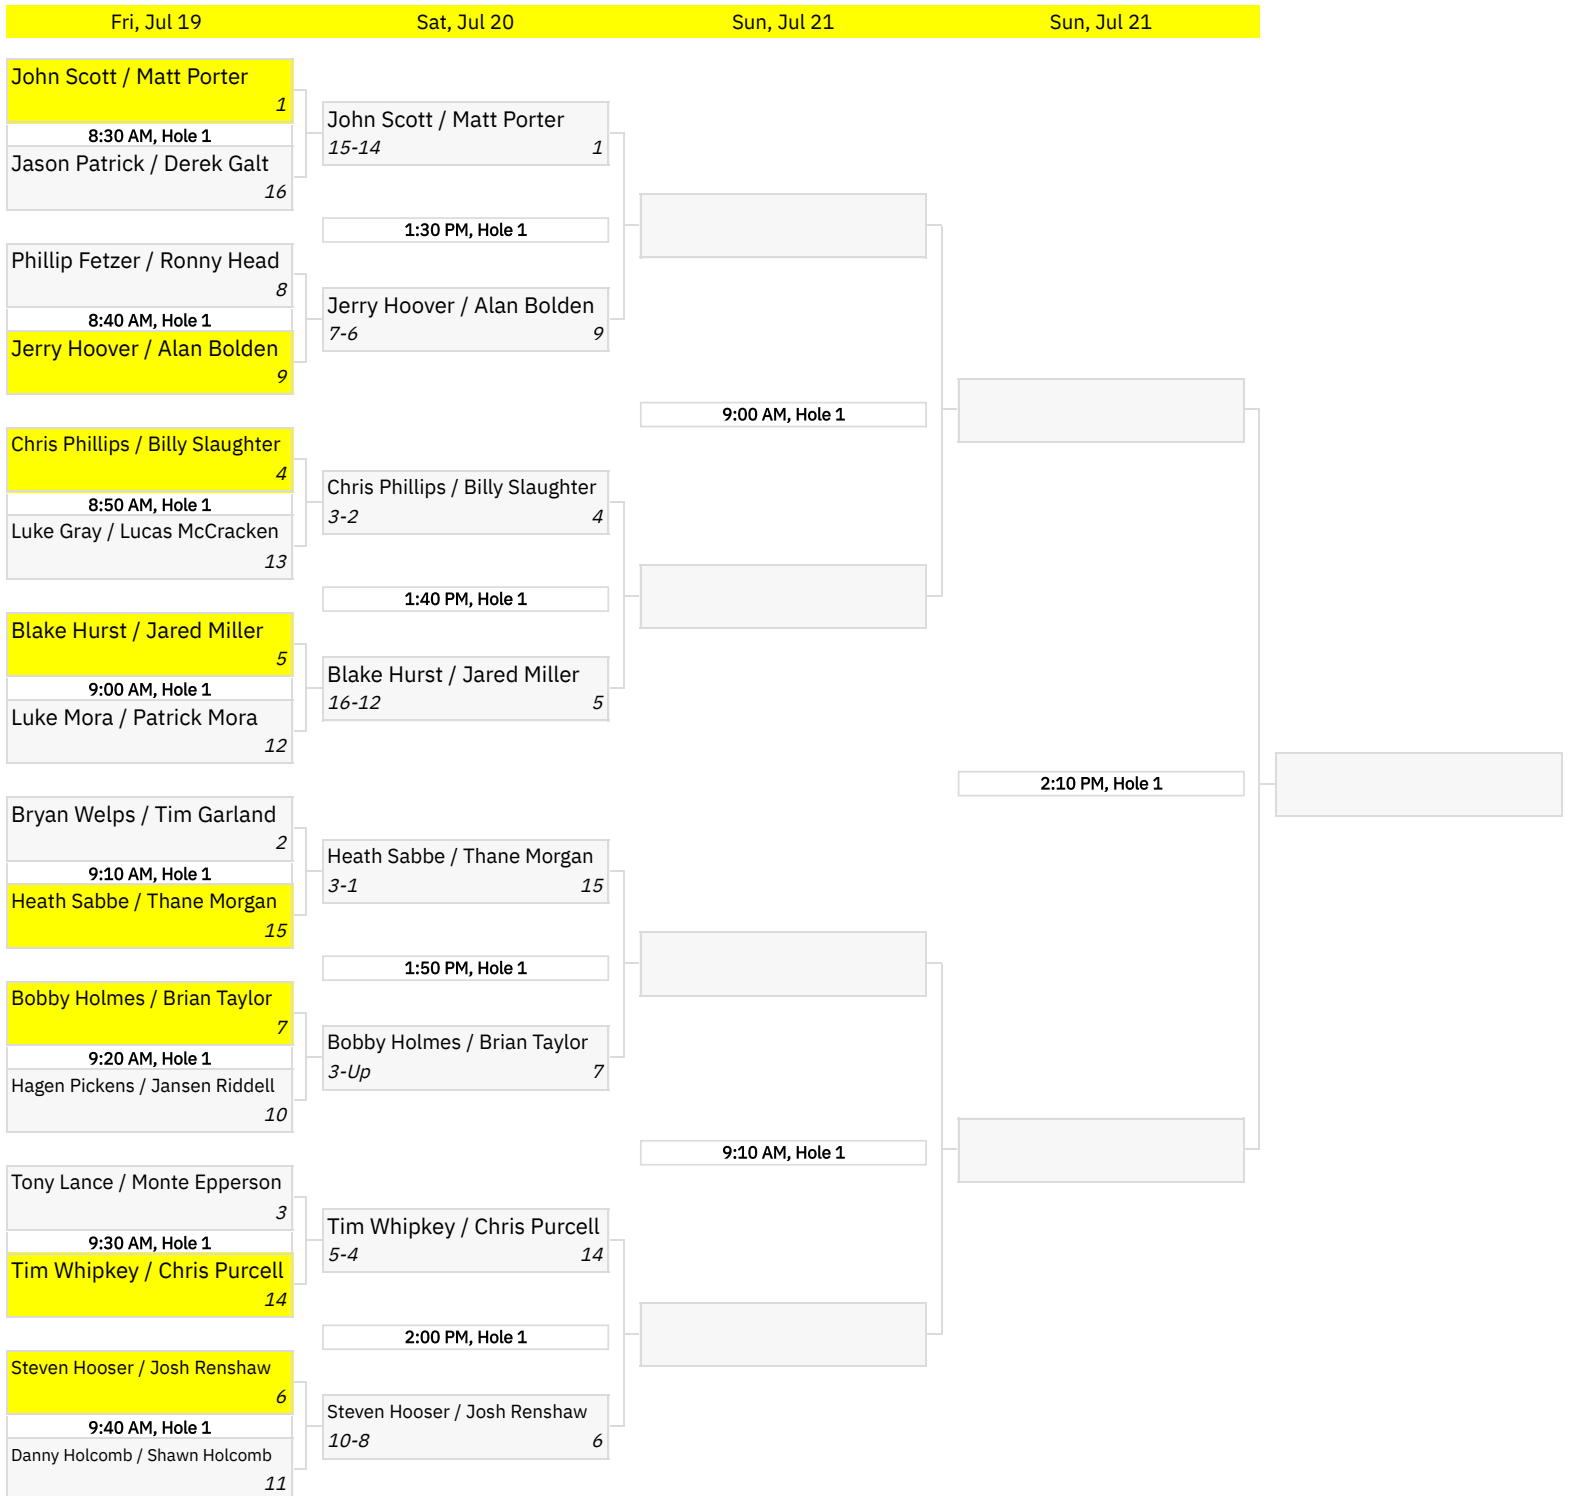 Fri, Jul 19
Sat, Jul 20
Sun, Jul 21
Sun, Jul 21
John Scott / Matt Porter
1
8:30 AM, Hole 1
Jason Patrick / Derek Galt
16
Phillip Fetzer / Ronny Head
8
8:40 AM, Hole 1
Jerry Hoover / Alan Bolden
9
Chris Phillips / Billy Slaughter
4
8:50 AM, Hole 1
Luke Gray / Lucas McCracken
13
Blake Hurst / Jared Miller
5
9:00 AM, Hole 1
Luke Mora / Patrick Mora
12
Bryan Welps / Tim Garland
2
9:10 AM, Hole 1
Heath Sabbe / Thane Morgan
15
Bobby Holmes / Brian Taylor
7
9:20 AM, Hole 1
Hagen Pickens / Jansen Riddell
10
Tony Lance / Monte Epperson
3
9:30 AM, Hole 1
Tim Whipkey / Chris Purcell
14
Steven Hooser / Josh Renshaw
6
9:40 AM, Hole 1
Danny Holcomb / Shawn Holcomb
11
John Scott / Matt Porter
15-14 1
1:30 PM, Hole 1
Jerry Hoover / Alan Bolden
7-6 9
Chris Phillips / Billy Slaughter
3-2 4
1:40 PM, Hole 1
Blake Hurst / Jared Miller
16-12 5
Heath Sabbe / Thane Morgan
3-1 15
1:50 PM, Hole 1
Bobby Holmes / Brian Taylor
3-Up 7
Tim Whipkey / Chris Purcell
5-4 14
2:00 PM, Hole 1
Steven Hooser / Josh Renshaw
10-8 6
9:00 AM, Hole 1
9:10 AM, Hole 1
2:10 PM, Hole 1